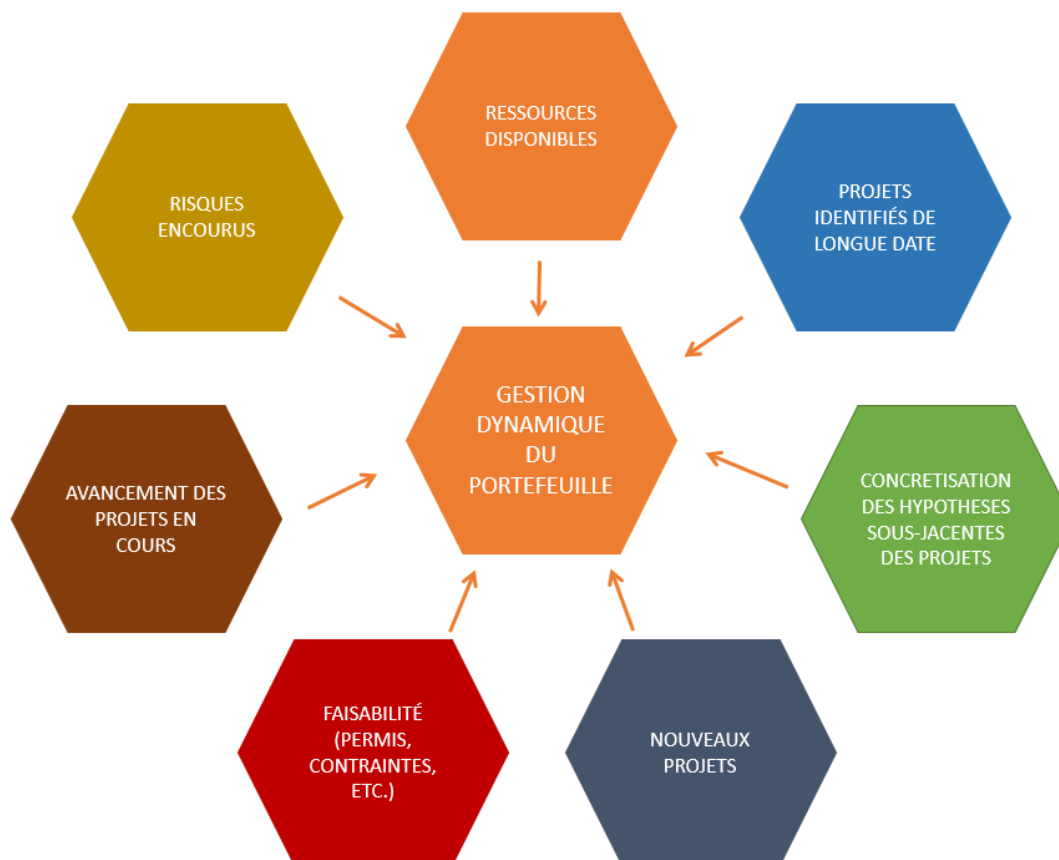 RESSOURCES
DISPONIBLES
RISQUES
ENCOURUS
PROJETS
IDENTIFIÉS DE
LONGUE DATE
GESTION
DYNAMIQUE
DU
PORTEFEUILLE
AVANCEMENT DES
PROJETS EN
COURS
CONCRETISATION
DES HYPOTHESES
SOUS-JACENTES
DES PROJETS
FAISABILITÉ
(PERMIS,
CONTRAINTES,
ETC.)
NOUVEAUX
PROJETS